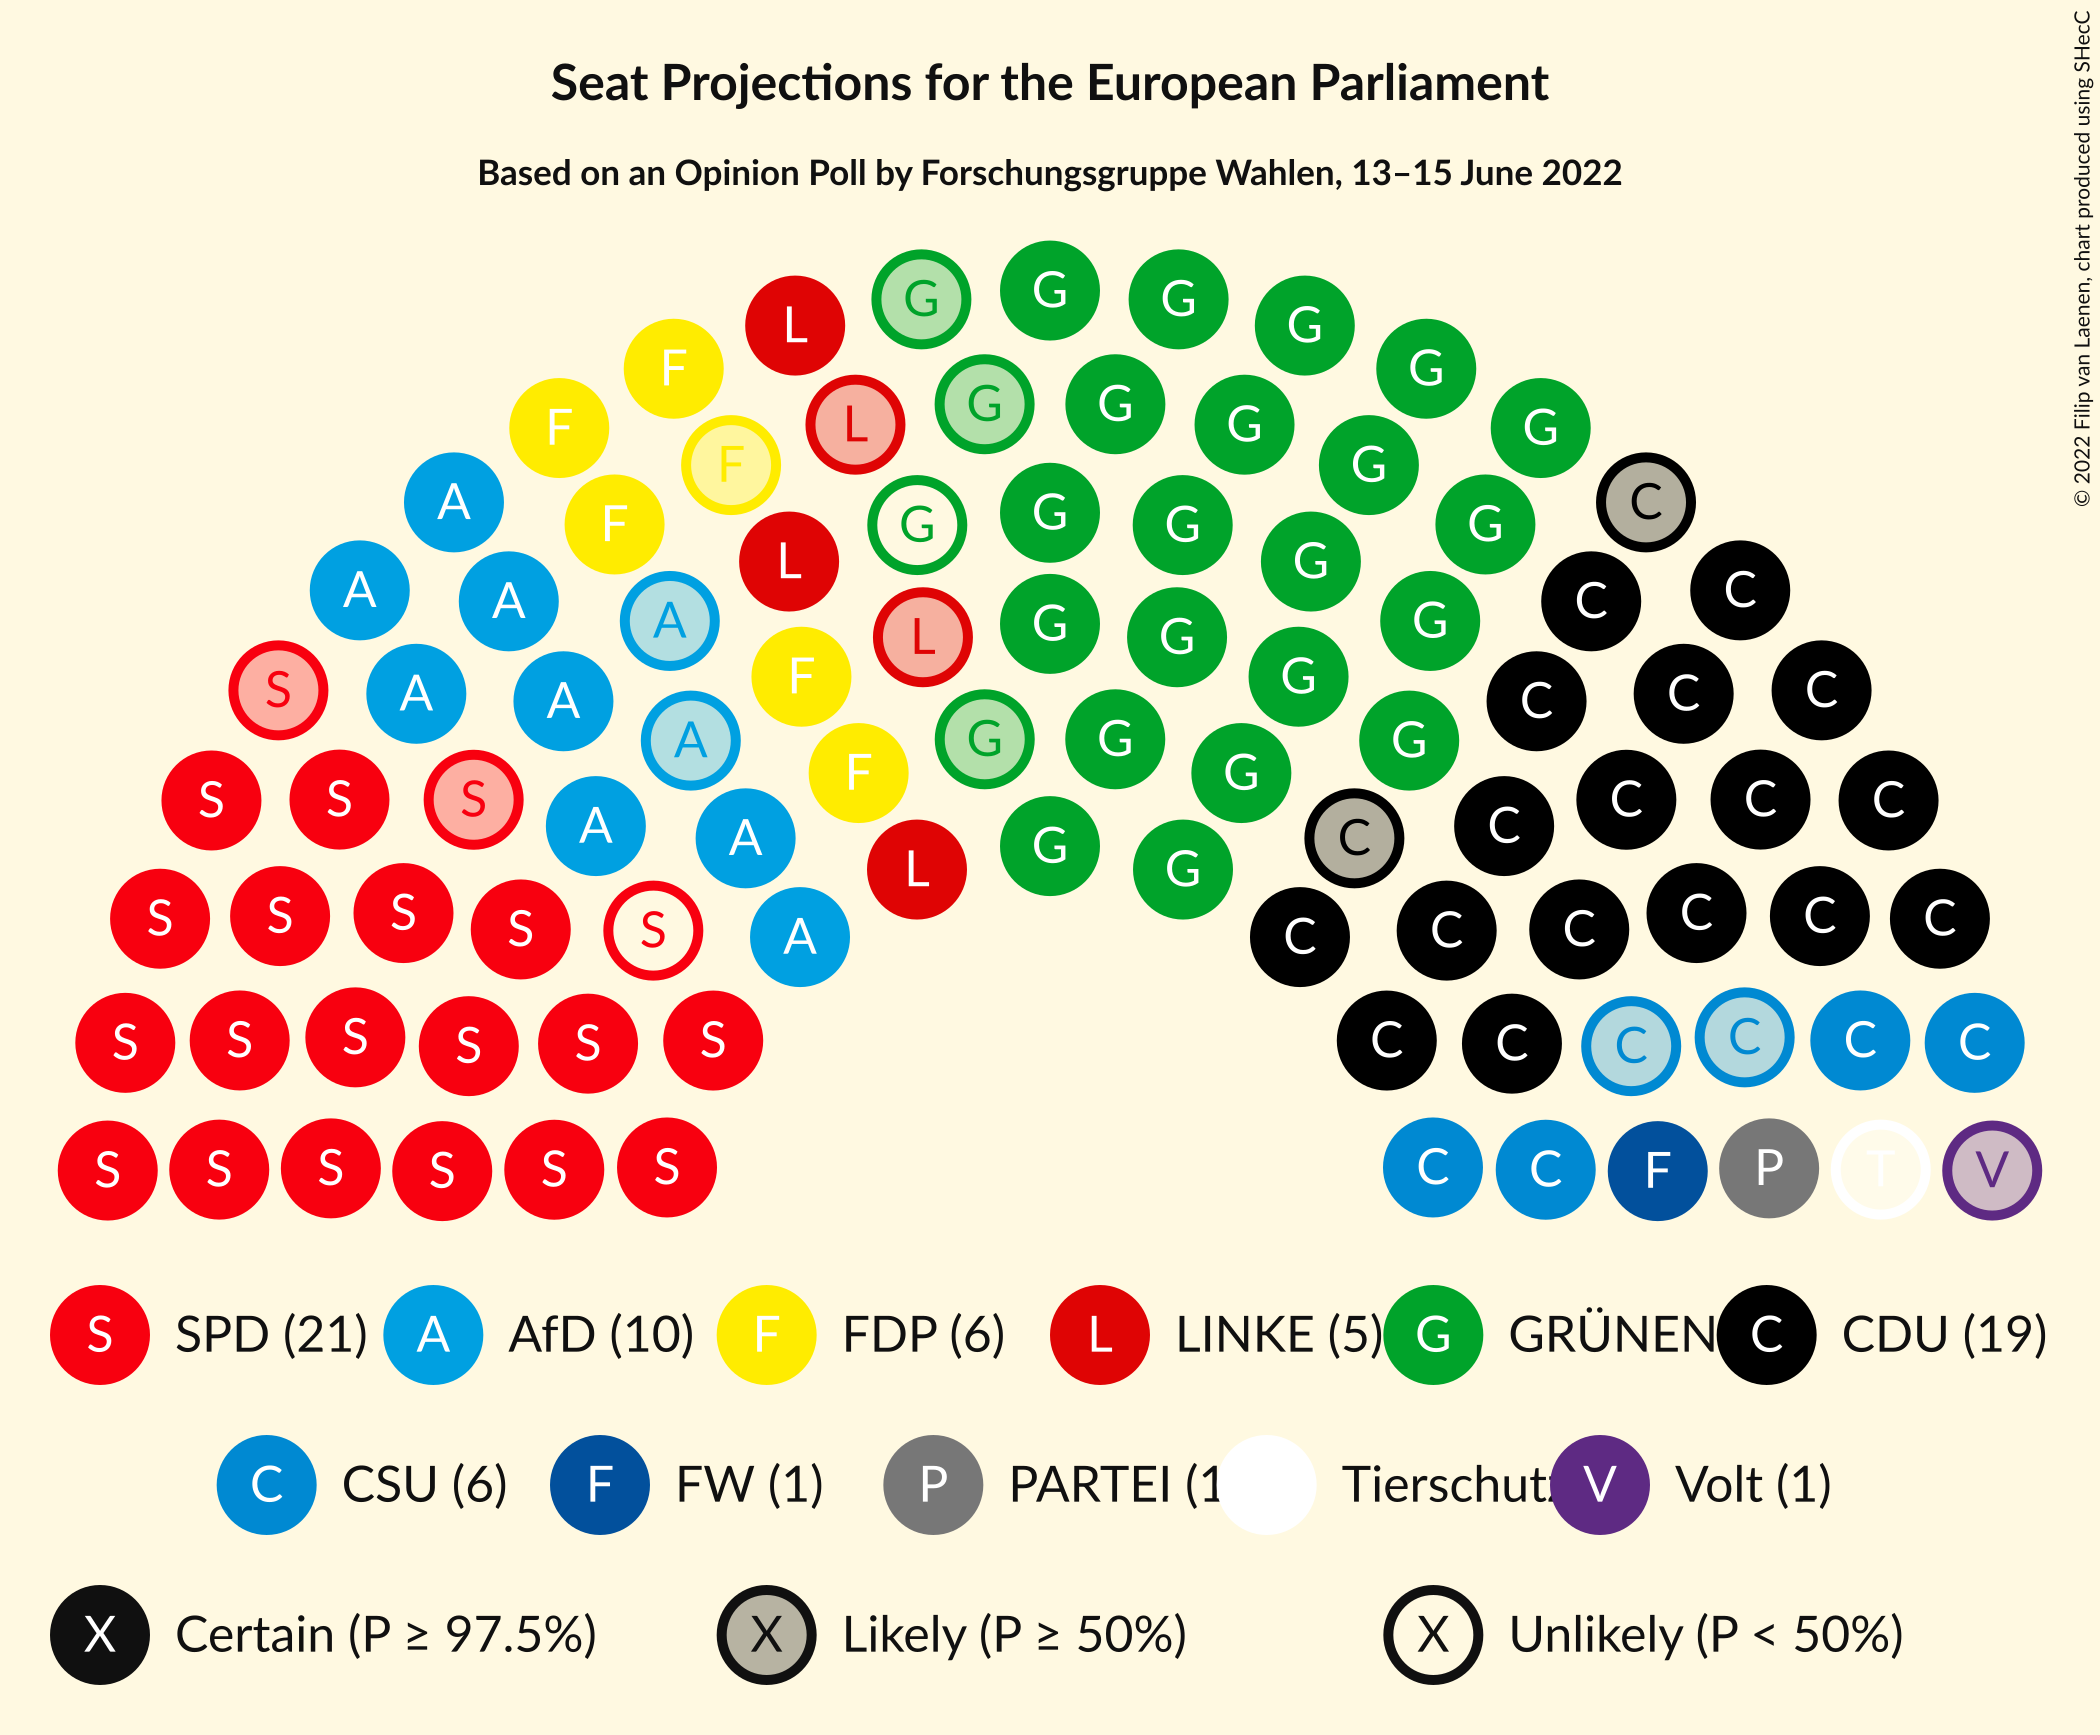 Seat Projections for the European Parliament
Based on an Opinion Poll by Forschungsgruppe Wahlen, 13–15 June 2022
© 2022 Filip van Laenen, chart produced using SHecC
G G G G
L G
F G G G L G
F F G G C
A F L G G G G C C
A A A L G G G G C C
S A A A F G G G G C C C
S S S A A F G G C C C C C
S S S S S A L G G C C C C C C
S S S S S S C C C C C C
S S S S S S C C F P T V
S SPD (21) A AfD (10) F FDP (6) L LINKE (5) G GRÜNEN C CDU (19)
C CSU (6) F FW (1) P PARTEI (1 Tierschutz V Volt (1)
X Certain (P ≥ 97.5%) X Likely (P ≥ 50%) X Unlikely (P < 50%)